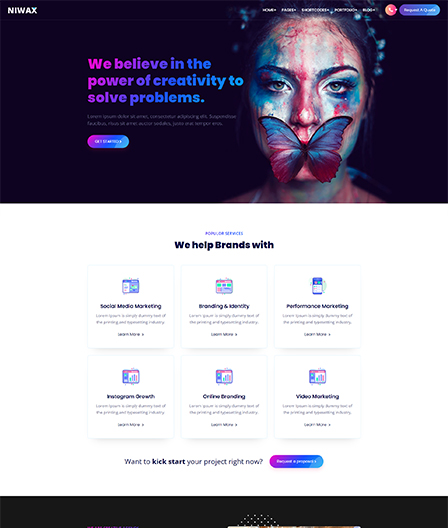 NIWAX
HOME PAGES SHORTCODES PORTFOLIO BLOG Request A Quote
We believe in the
power of creativity to
solve problems.
Lorem ipsum dolor sit amet, consectetur adipiscing elit. Suspendisse
faucibus, risus sit amet auctor sodales, justo erat tempor eros.
GET STARTED
POPULAR SERVICES
We help Brands with
Social Media Marketing Branding & Identity Performance Marketing
Lorem Ipsum is simply dummy text of Lorem Ipsum is simply dummy text of Lorem Ipsum is simply dummy text of
the printing and typesetting industry. the printing and typesetting industry. the printing and typesetting industry.
Learn More Learn More Learn More
Instagram Growth Online Branding Video Marketing
Lorem Ipsum is simply dummy text of Lorem Ipsum is simply dummy text of Lorem Ipsum is simply dummy text of
the printing and typesetting industry. the printing and typesetting industry. the printing and typesetting industry.
Learn More Learn More Learn More
Want to kick start your project right now? Request a proposal